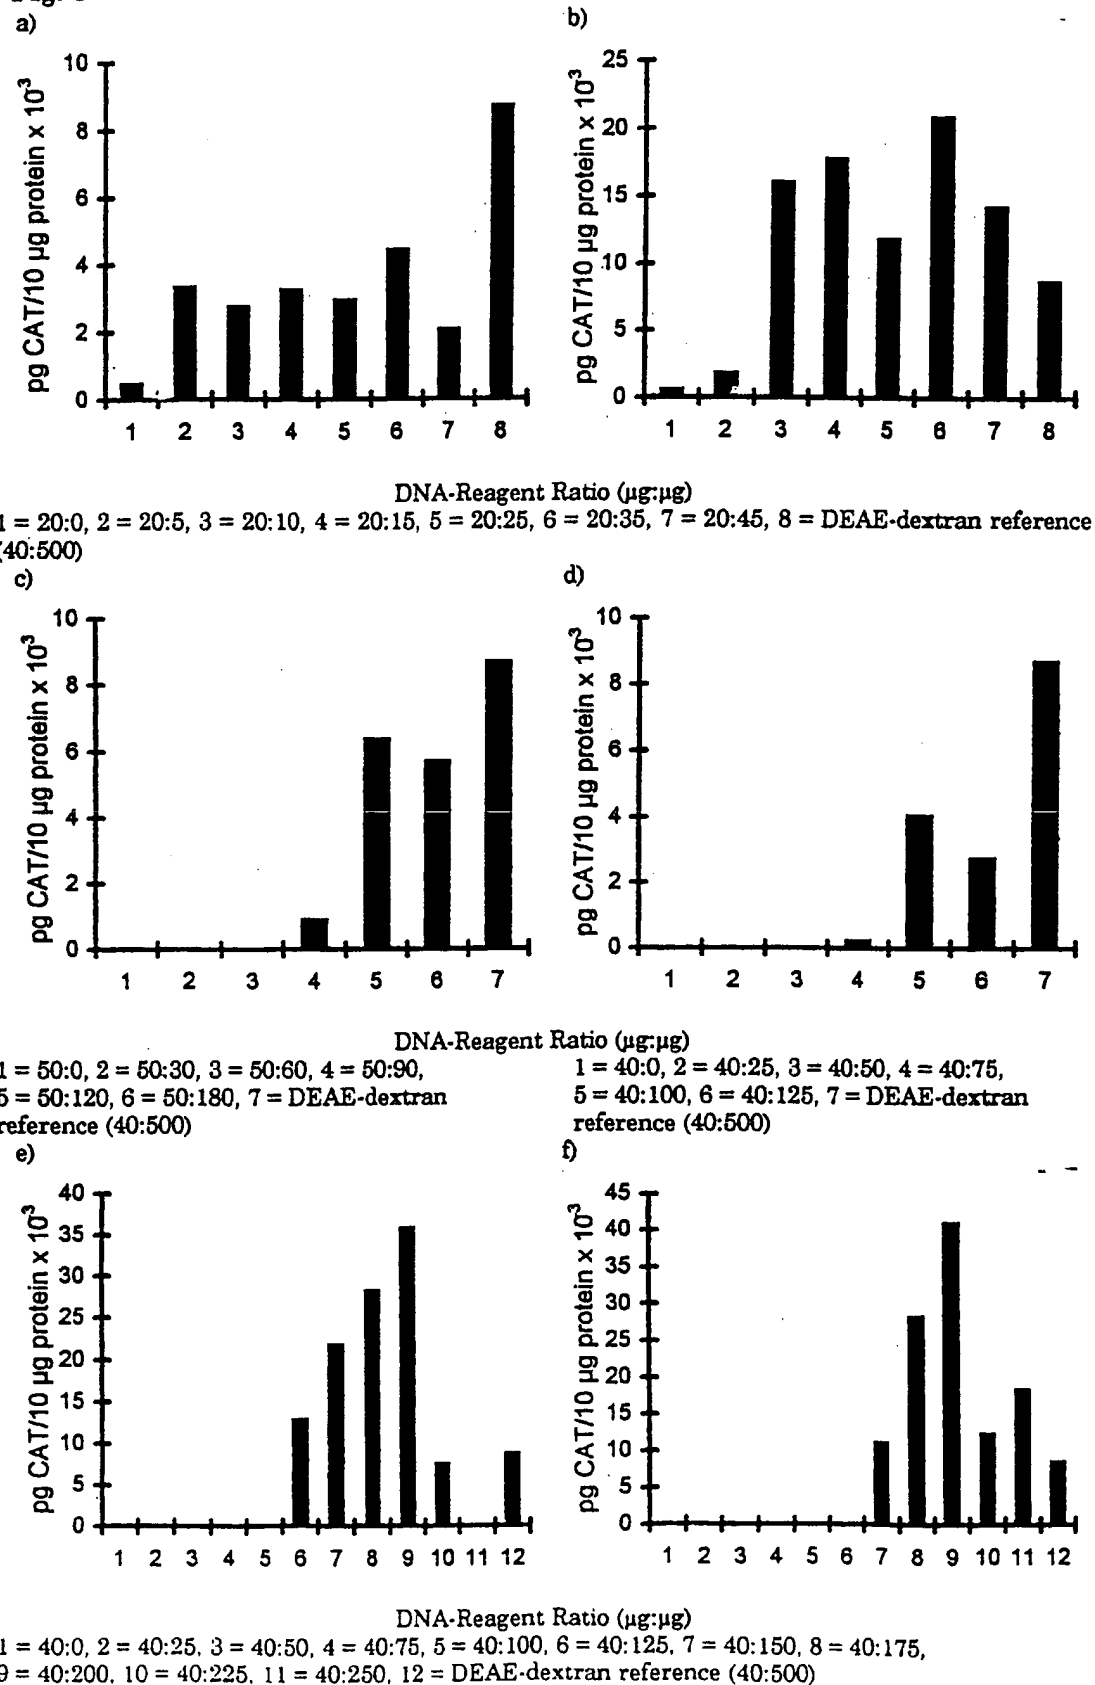 a)
b)
pg CAT/10 µg protein x 10³
10
8
6
4
2
0
1 2 3 4 5 6 7 8
pg CAT/10 µg protein x 10³
25
20
15
10
5
0
1 2 3 4 5 6 7 8
DNA-Reagent Ratio (µg:µg)
1 = 20:0, 2 = 20:5, 3 = 20:10, 4 = 20:15, 5 = 20:25, 6 = 20:35, 7 = 20:45, 8 = DEAE-dextran reference
(40:500)
c)
d)
pg CAT/10 µg protein x 10³
10
8
6
4
2
0
1 2 3 4 5 6 7
pg CAT/10 µg protein x 10³
10
8
6
4
2
0
1 2 3 4 5 6 7
DNA-Reagent Ratio (µg:µg)
1 = 50:0, 2 = 50:30, 3 = 50:60, 4 = 50:90,
5 = 50:120, 6 = 50:180, 7 = DEAE-dextran
reference (40:500)
1 = 40:0, 2 = 40:25, 3 = 40:50, 4 = 40:75,
5 = 40:100, 6 = 40:125, 7 = DEAE-dextran
reference (40:500)
e)
f)
pg CAT/10 µg protein x 10³
40
35
30
25
20
15
10
5
0
1 2 3 4 5 6 7 8 9 10 11 12
pg CAT/10 µg protein x 10³
45
40
35
30
25
20
15
10
5
0
1 2 3 4 5 6 7 8 9 10 11 12
DNA-Reagent Ratio (µg:µg)
1 = 40:0, 2 = 40:25, 3 = 40:50, 4 = 40:75, 5 = 40:100, 6 = 40:125, 7 = 40:150, 8 = 40:175,
9 = 40:200, 10 = 40:225, 11 = 40:250, 12 = DEAE-dextran reference (40:500)